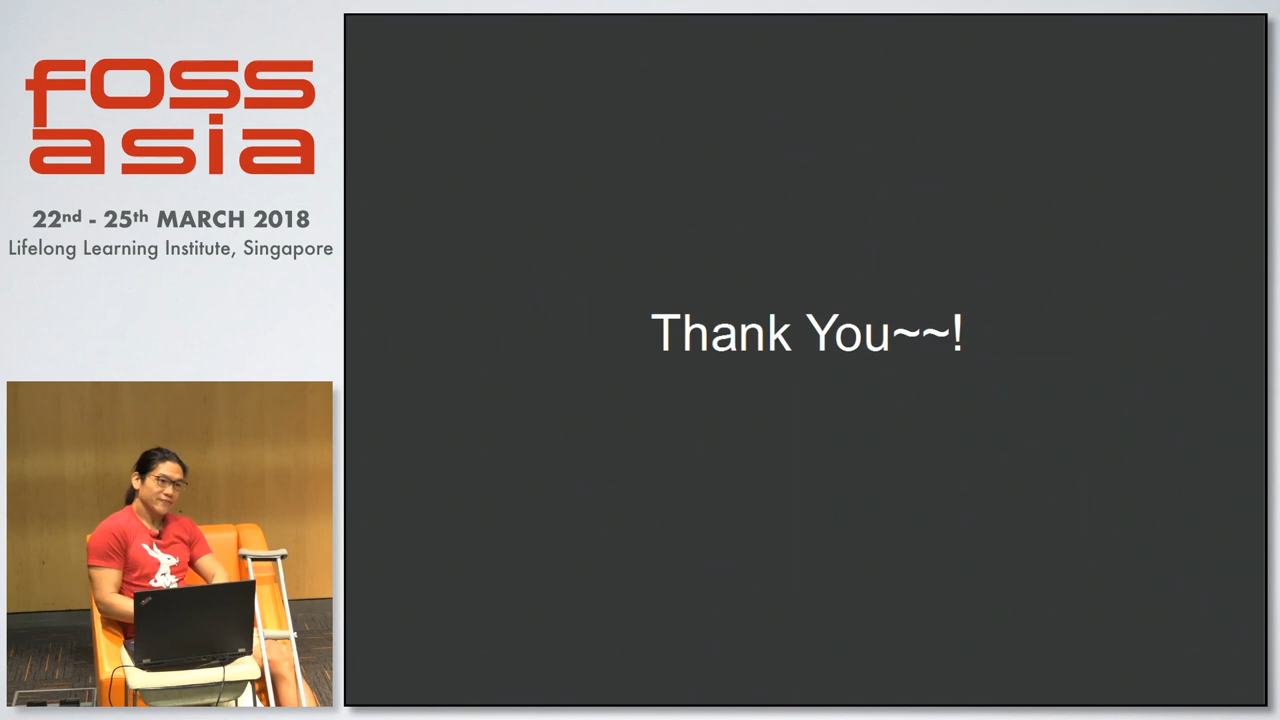 foss
asia
22nd - 25th MARCH 2018
Lifelong Learning Institute, Singapore
Thank You~~!